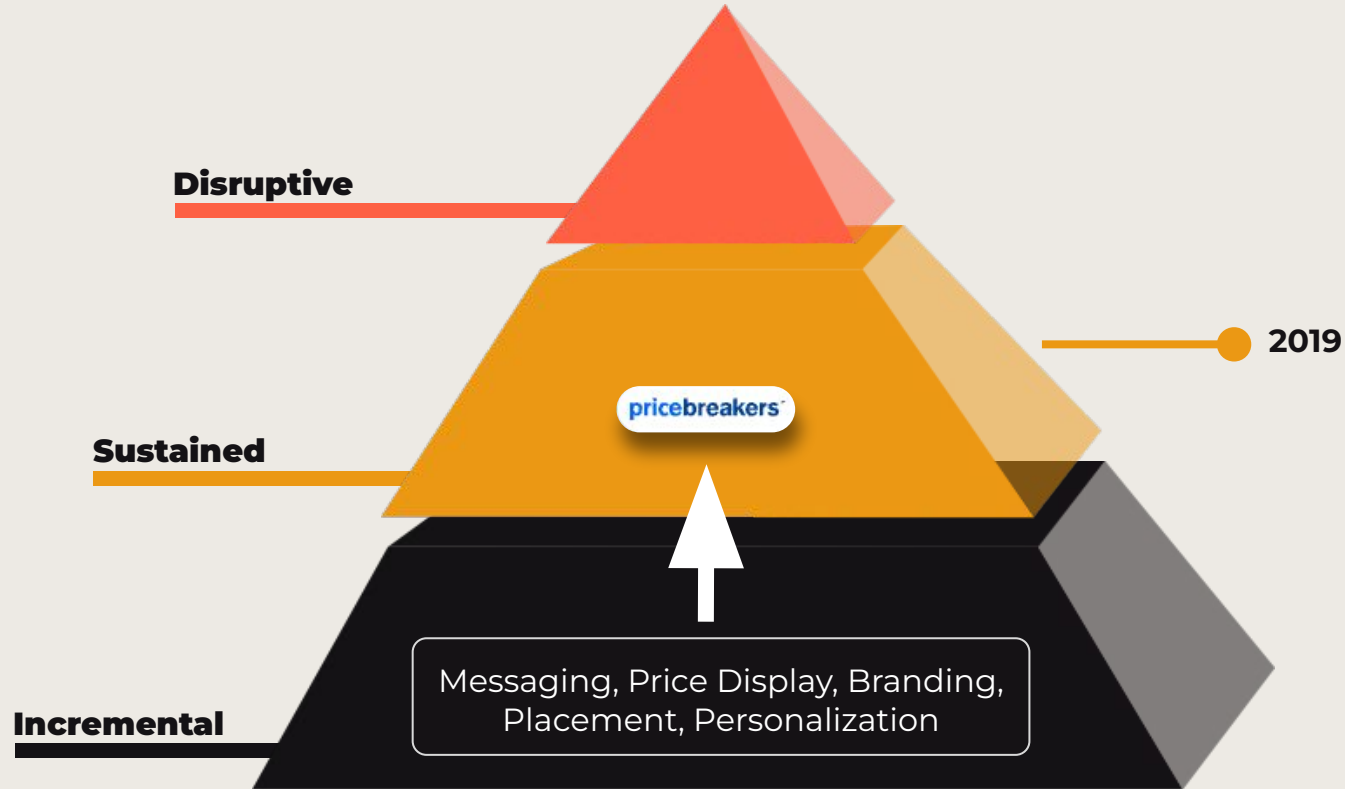 Disruptive
2019
pricebreakers
Sustained
Messaging, Price Display, Branding,
Placement, Personalization
Incremental